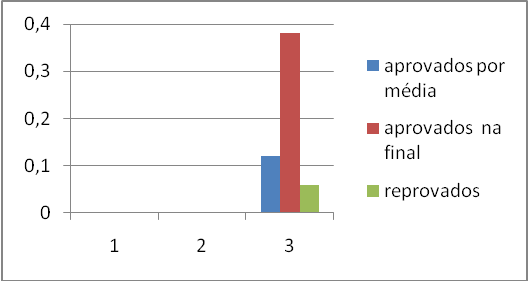 0,4
0,3
0,2
0,1
0
1 2 3
aprovados por
média
aprovados na
final
reprovados